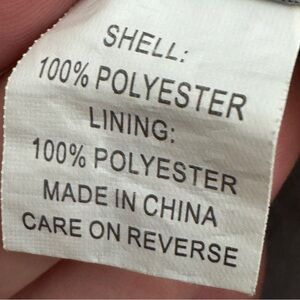 SHELL:
100% POLYESTER
LINING:
100% POLYESTER
MADE IN CHINA
CARE ON REVERSE